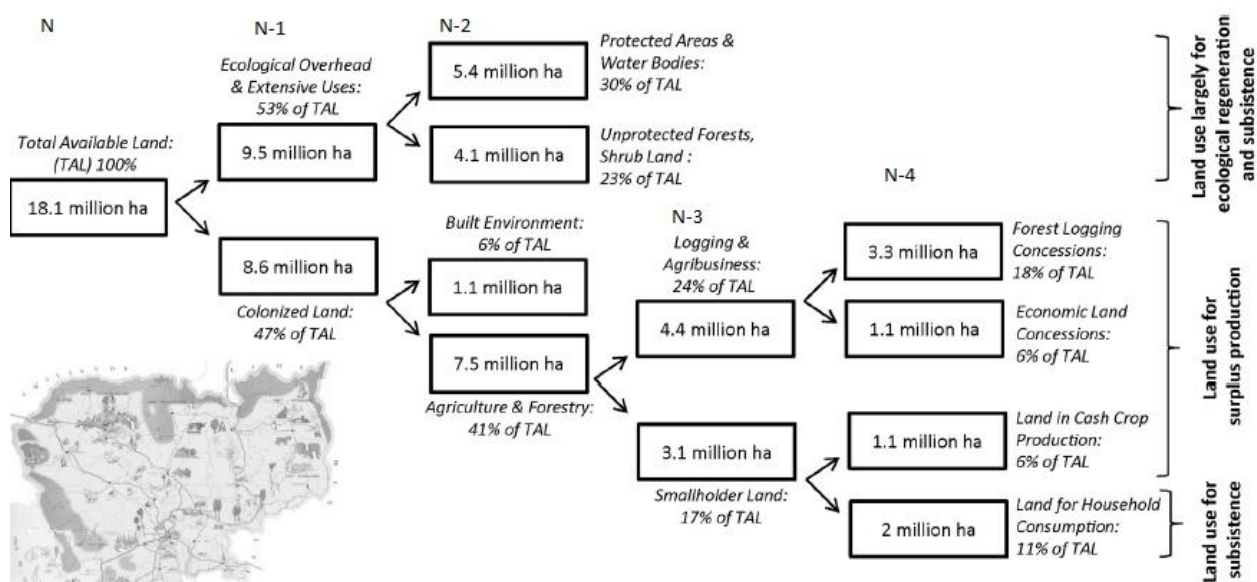 N
N-1
N-2
Ecological Overhead
& Extensive Uses:
53% of TAL
9.5 million ha
5.4 million ha
Protected Areas &
Water Bodies:
30% of TAL
4.1 million ha
Unprotected Forests,
Shrub Land :
23% of TAL
Land use largely for
ecological regeneration
and subsistence
Total Available Land:
(TAL) 100%
18.1 million ha
8.6 million ha
Colonized Land:
47% of TAL
Built Environment:
6% of TAL
1.1 million ha
7.5 million ha
Agriculture & Forestry:
41% of TAL
N-3
Logging &
Agribusiness:
24% of TAL
4.4 million ha
3.1 million ha
Smallholder Land:
17% of TAL
N-4
3.3 million ha
Forest Logging
Concessions:
18% of TAL
1.1 million ha
Economic Land
Concessions:
6% of TAL
1.1 million ha
Land in Cash Crop
Production:
6% of TAL
Land use for
surplus production
2 million ha
Land for Household
Consumption:
11% of TAL
Land use for
subsistence